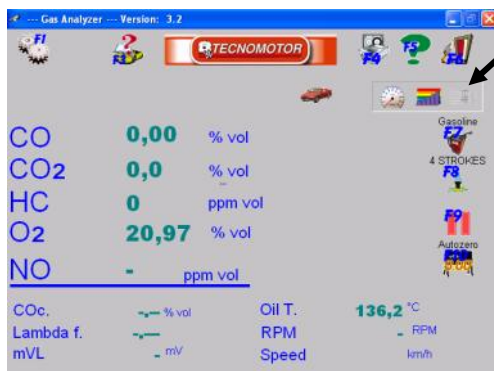 --- Gas Analyzer --- Version: 3.2
F1
F3
TECNOMOTOR
F4
F5
F6
Gasoline
F7
4 STROKES
F8
F9
Autozero
F10
CO 0,00 % vol
CO2 0,0 % vol
HC 0 ppm vol
O2 20,97 % vol
NO - ppm vol
COc. -,-- % vol
Lambda f. -,--
mVL - mV
Oil T. 136,2 °C
RPM - RPM
Speed km/h